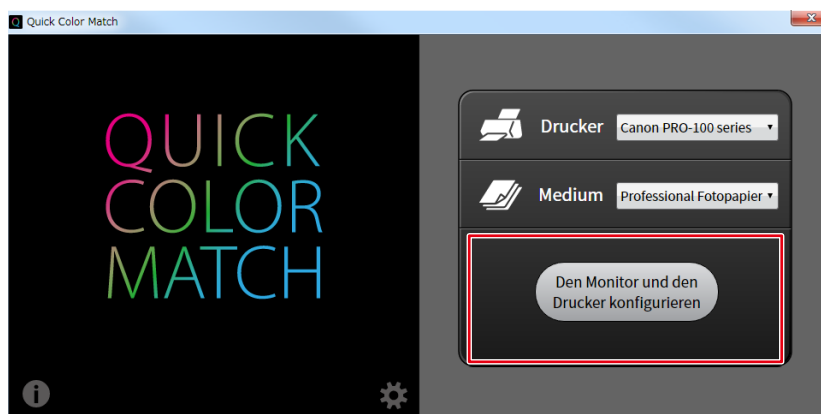 Quick Color Match
QUICK
COLOR
MATCH
Drucker Canon PRO-100 series
Medium Professional Fotopapier
Den Monitor und den
Drucker konfigurieren